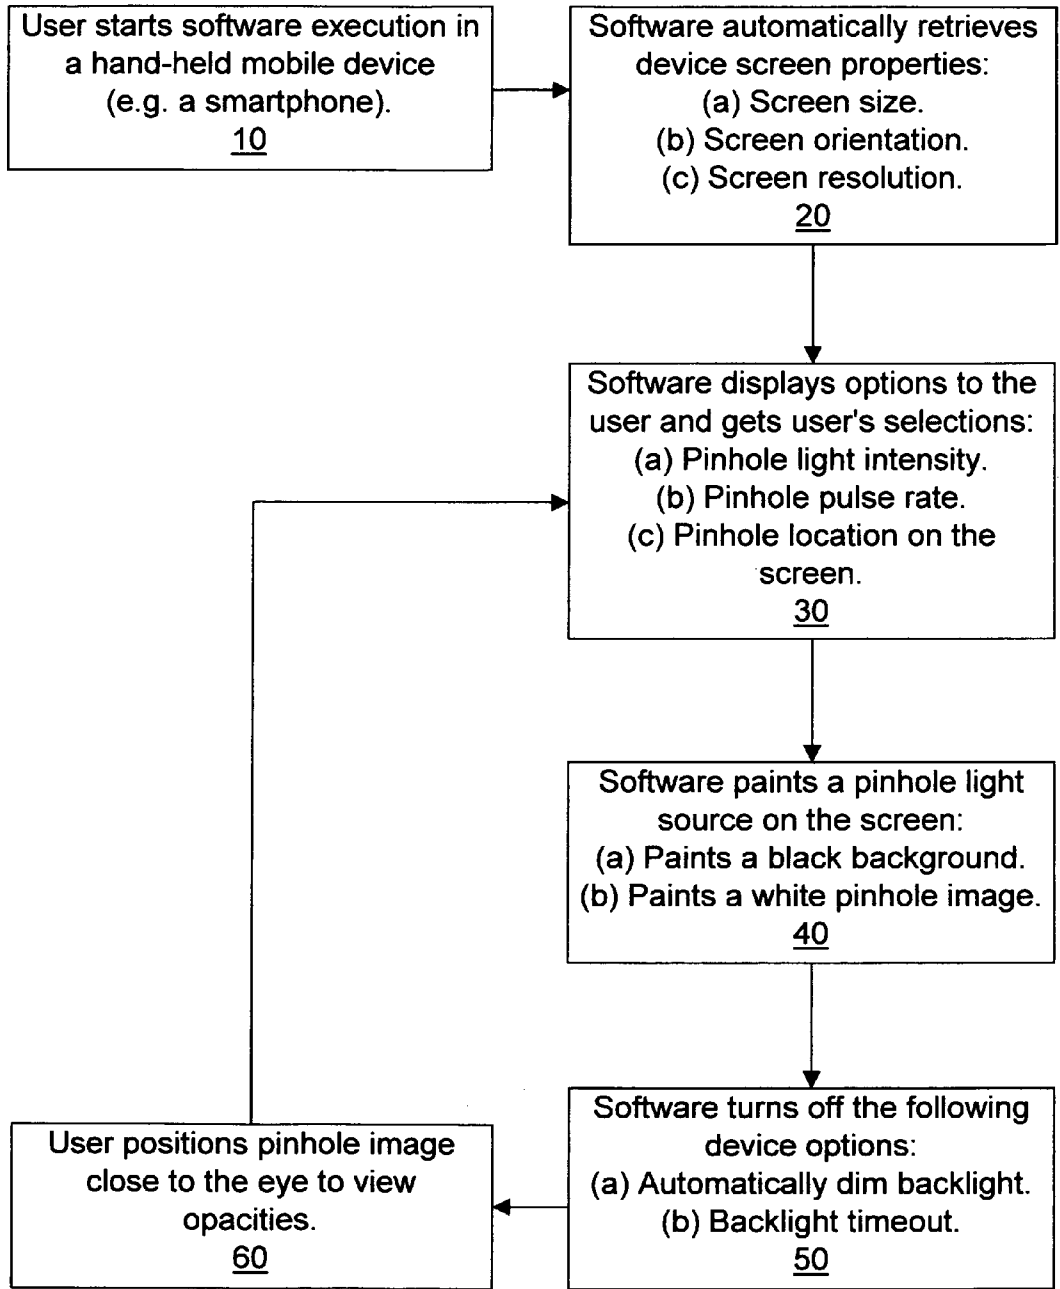 User starts software execution in
a hand-held mobile device
(e.g. a smartphone).
10
Software automatically retrieves
device screen properties:
(a) Screen size.
(b) Screen orientation.
(c) Screen resolution.
20
Software displays options to the
user and gets user's selections:
(a) Pinhole light intensity.
(b) Pinhole pulse rate.
(c) Pinhole location on the
screen.
30
Software paints a pinhole light
source on the screen:
(a) Paints a black background.
(b) Paints a white pinhole image.
40
Software turns off the following
device options:
(a) Automatically dim backlight.
(b) Backlight timeout.
50
User positions pinhole image
close to the eye to view
opacities.
60